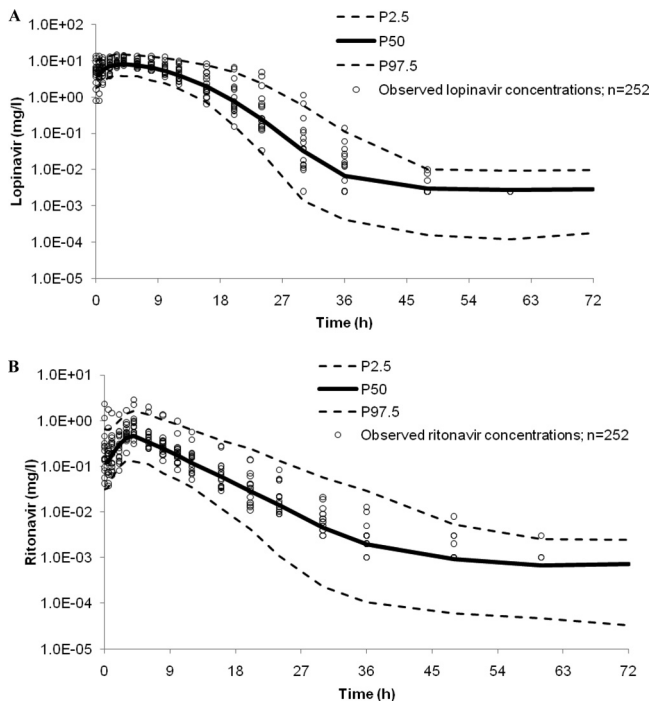 A
P2.5
P50
P97.5
Observed lopinavir concentrations; n=252
Lopinavir (mg/l)
1.0E+02
1.0E+01
1.0E+00
1.0E-01
1.0E-02
1.0E-03
1.0E-04
1.0E-05
0 9 18 27 36 45 54 63 72
Time (h)
B
P2.5
P50
P97.5
Observed ritonavir concentrations; n=252
Ritonavir (mg/l)
1.0E+01
1.0E+00
1.0E-01
1.0E-02
1.0E-03
1.0E-04
1.0E-05
0 9 18 27 36 45 54 63 72
Time (h)